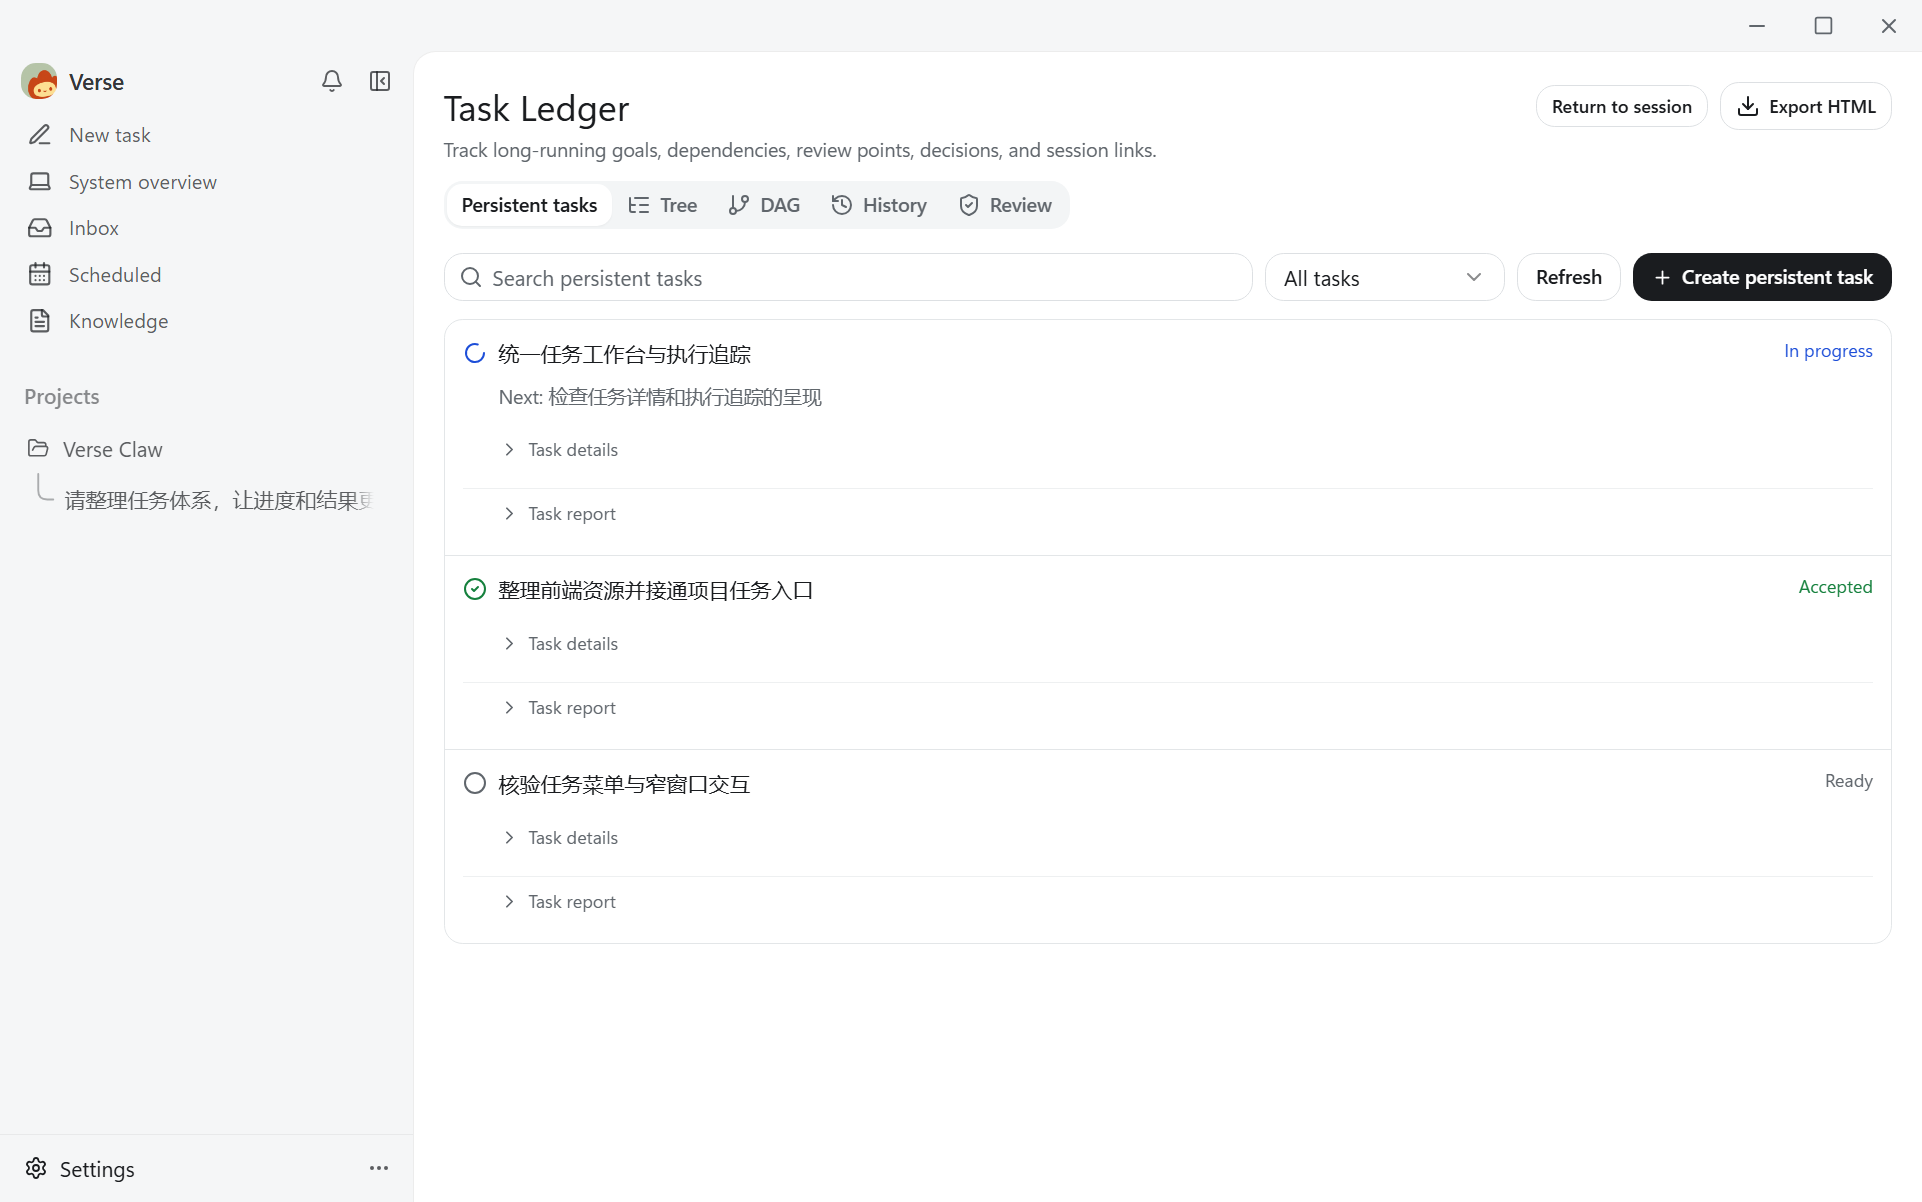 Verse
New task
System overview
Inbox
Scheduled
Knowledge
Projects
Verse Claw
请整理任务体系，让进度和结果
Settings
Task Ledger
Return to session
Export HTML
Track long-running goals, dependencies, review points, decisions, and session links.
Persistent tasks
Tree
DAG
History
Review
Search persistent tasks
All tasks
Refresh
Create persistent task
统一任务工作台与执行追踪
In progress
Next: 检查任务详情和执行追踪的呈现
Task details
Task report
整理前端资源并接通项目任务入口
Accepted
Task details
Task report
核验任务菜单与窄窗口交互
Ready
Task details
Task report